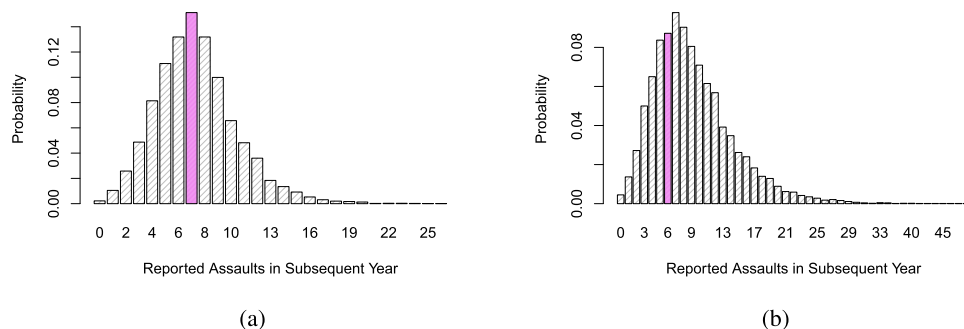 Probability
0.12
0.08
0.04
0.00
0 2 4 6 8 10 13 16 19 22 25
Reported Assaults in Subsequent Year
(a)
Probability
0.08
0.04
0.00
0 3 6 9 13 17 21 25 29 33 40 45
Reported Assaults in Subsequent Year
(b)